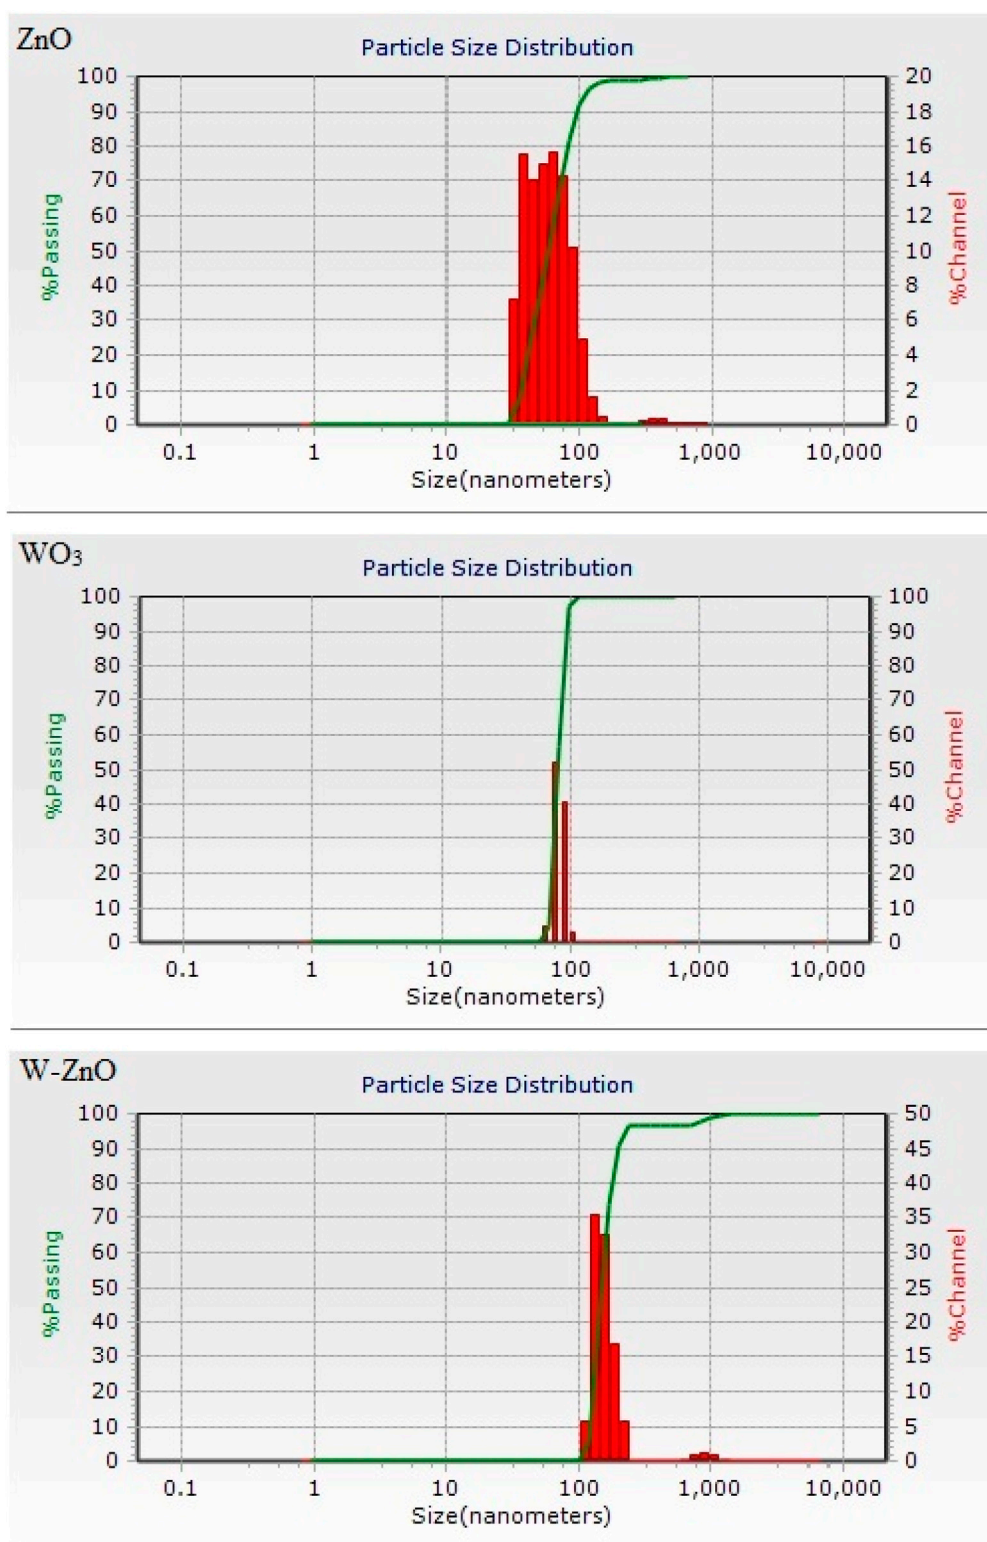 ZnO
Particle Size Distribution
100 20
90 18
80 16
70 14
60 12
50 10
40 8
30 6
20 4
10 2
0 0
%Passing
%Channel
0.1 1 10 100 1,000 10,000
Size(nanometers)
WO₃
Particle Size Distribution
100 100
90 90
80 80
70 70
60 60
50 50
40 40
30 30
20 20
10 10
0 0
%Passing
%Channel
0.1 1 10 100 1,000 10,000
Size(nanometers)
W-ZnO
Particle Size Distribution
100 50
90 45
80 40
70 35
60 30
50 25
40 20
30 15
20 10
10 5
0 0
%Passing
%Channel
0.1 1 10 100 1,000 10,000
Size(nanometers)